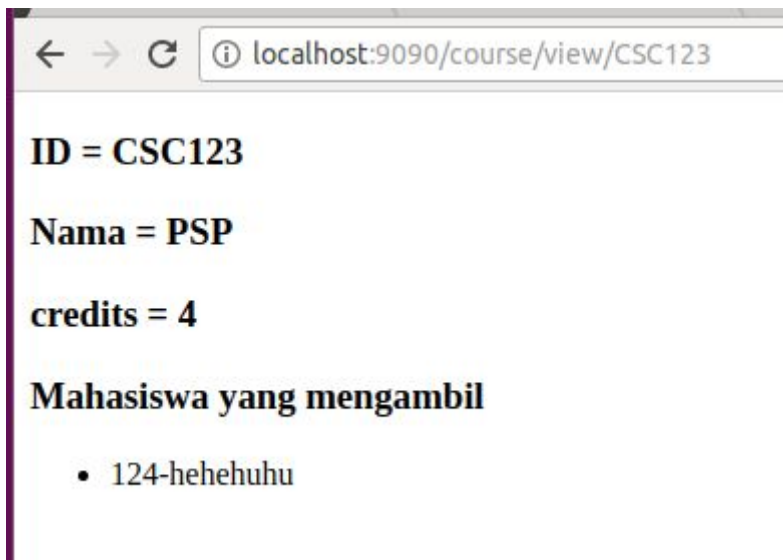 localhost:9090/course/view/CSC123
ID = CSC123
Nama = PSP
credits = 4
Mahasiswa yang mengambil
• 124-hehehuhu